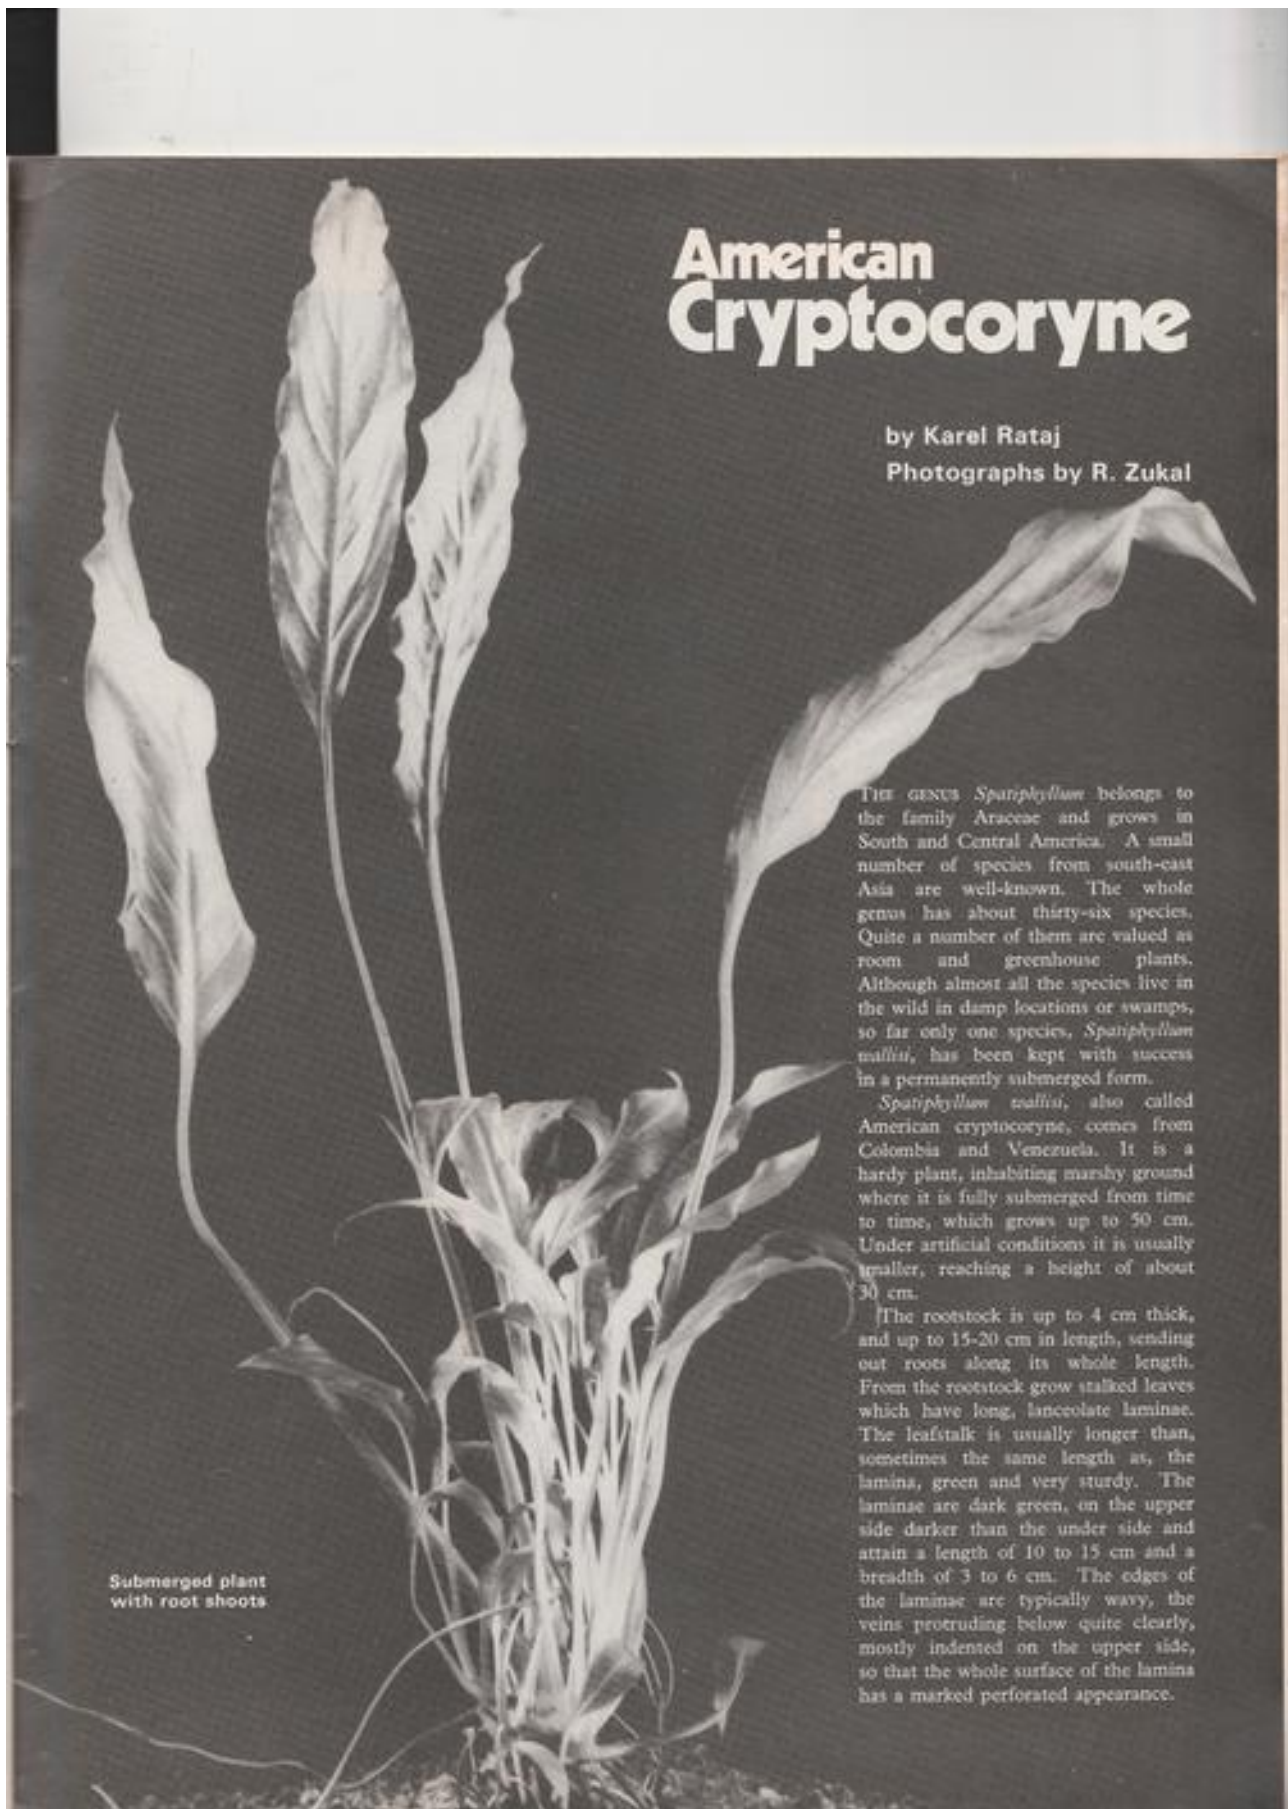 American
Cryptocoryne
by Karel Rataj
Photographs by R. Zukal
THE GENUS Spatiphyllum belongs to
the family Araceae and grows in
South and Central America. A small
number of species from south-east
Asia are well-known. The whole
genus has about thirty-six species.
Quite a number of them are valued as
room and greenhouse plants.
Although almost all the species live in
the wild in damp locations or swamps,
so far only one species, Spatiphyllum
wallisi, has been kept with success
in a permanently submerged form.
Spatiphyllum wallisi, also called
American cryptocoryne, comes from
Colombia and Venezuela. It is a
hardy plant, inhabiting marshy ground
where it is fully submerged from time
to time, which grows up to 50 cm.
Under artificial conditions it is usually
smaller, reaching a height of about
30 cm.
The rootstock is up to 4 cm thick,
and up to 15-20 cm in length, sending
out roots along its whole length.
From the rootstock grow stalked leaves
which have long, lanceolate laminae.
The leafstalk is usually longer than,
sometimes the same length as, the
lamina, green and very sturdy. The
laminae are dark green, on the upper
side darker than the under side and
attain a length of 10 to 15 cm and a
breadth of 3 to 6 cm. The edges of
the laminae are typically wavy, the
veins protruding below quite clearly,
mostly indented on the upper side,
so that the whole surface of the lamina
has a marked perforated appearance.
Submerged plant
with root shoots